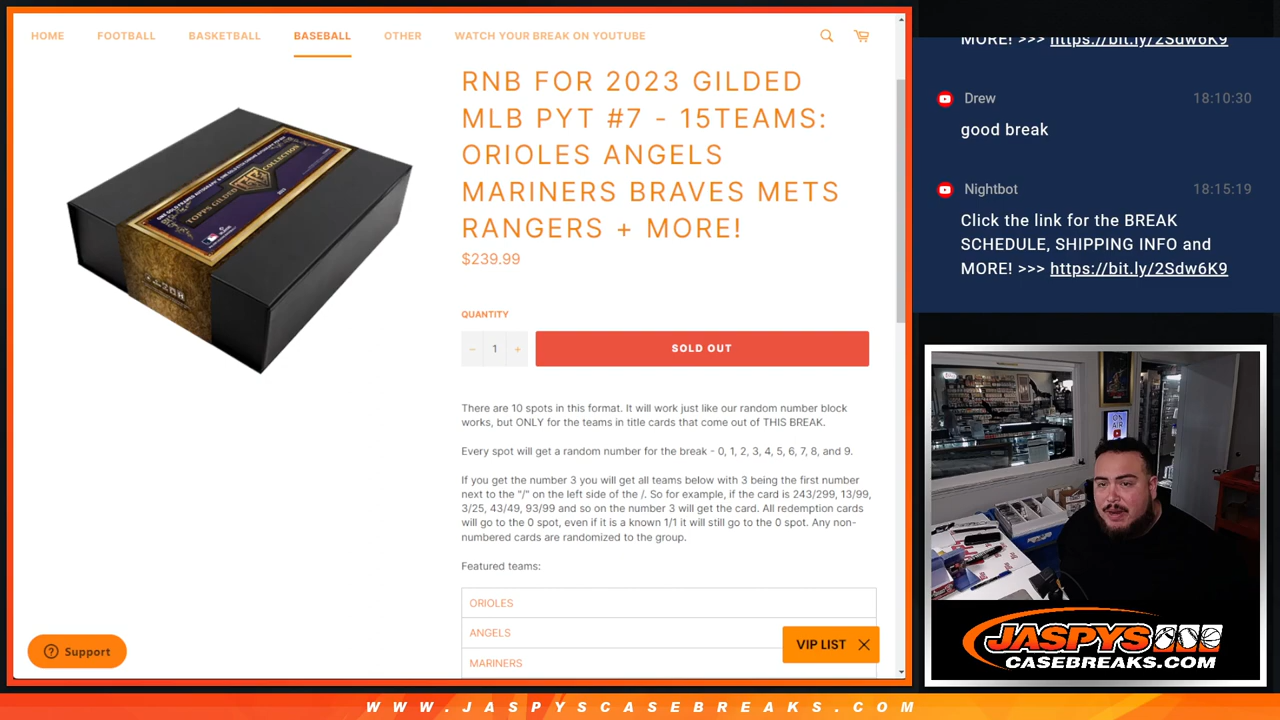 HOME FOOTBALL BASKETBALL BASEBALL OTHER WATCH YOUR BREAK ON YOUTUBE
RNB FOR 2023 GILDED
MLB PYT #7 - 15TEAMS:
ORIOLES ANGELS
MARINERS BRAVES METS
RANGERS + MORE!
$239.99
QUANTITY
− 1 + SOLD OUT
There are 10 spots in this format. It will work just like our random number block
works, but ONLY for the teams in title cards that come out of THIS BREAK.
Every spot will get a random number for the break - 0, 1, 2, 3, 4, 5, 6, 7, 8, and 9.
If you get the number 3 you will get all teams below with 3 being the first number
next to the "/" on the left side of the /. So for example, if the card is 243/299, 13/99,
3/25, 43/49, 93/99 and so on the number 3 will get the card. All redemption cards
will go to the 0 spot, even if it is a known 1/1 it will still go to the 0 spot. Any non-
numbered cards are randomized to the group.
Featured teams:
ORIOLES
ANGELS
MARINERS
VIP LIST
Support
TOPPS GILDED COLLECTION
MORE! >>> https://bit.ly/2Sdw6K9
Drew 18:10:30
good break
Nightbot 18:15:19
Click the link for the BREAK
SCHEDULE, SHIPPING INFO and
MORE! >>> https://bit.ly/2Sdw6K9
ON
AIR
JASPYS
CASEBREAKS.COM
WWW.JASPYSCASEBREAKS.COM